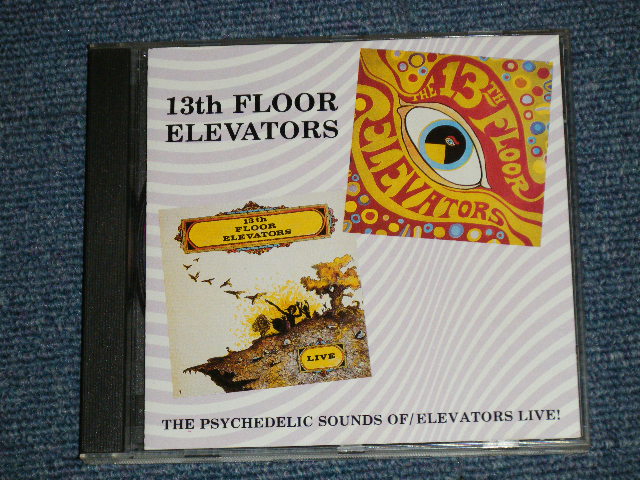 13th FLOOR
ELEVATORS
THE 13TH FLOOR
ELEVATORS
13th
FLOOR
ELEVATORS
LIVE
THE PSYCHEDELIC SOUNDS OF/ELEVATORS LIVE!